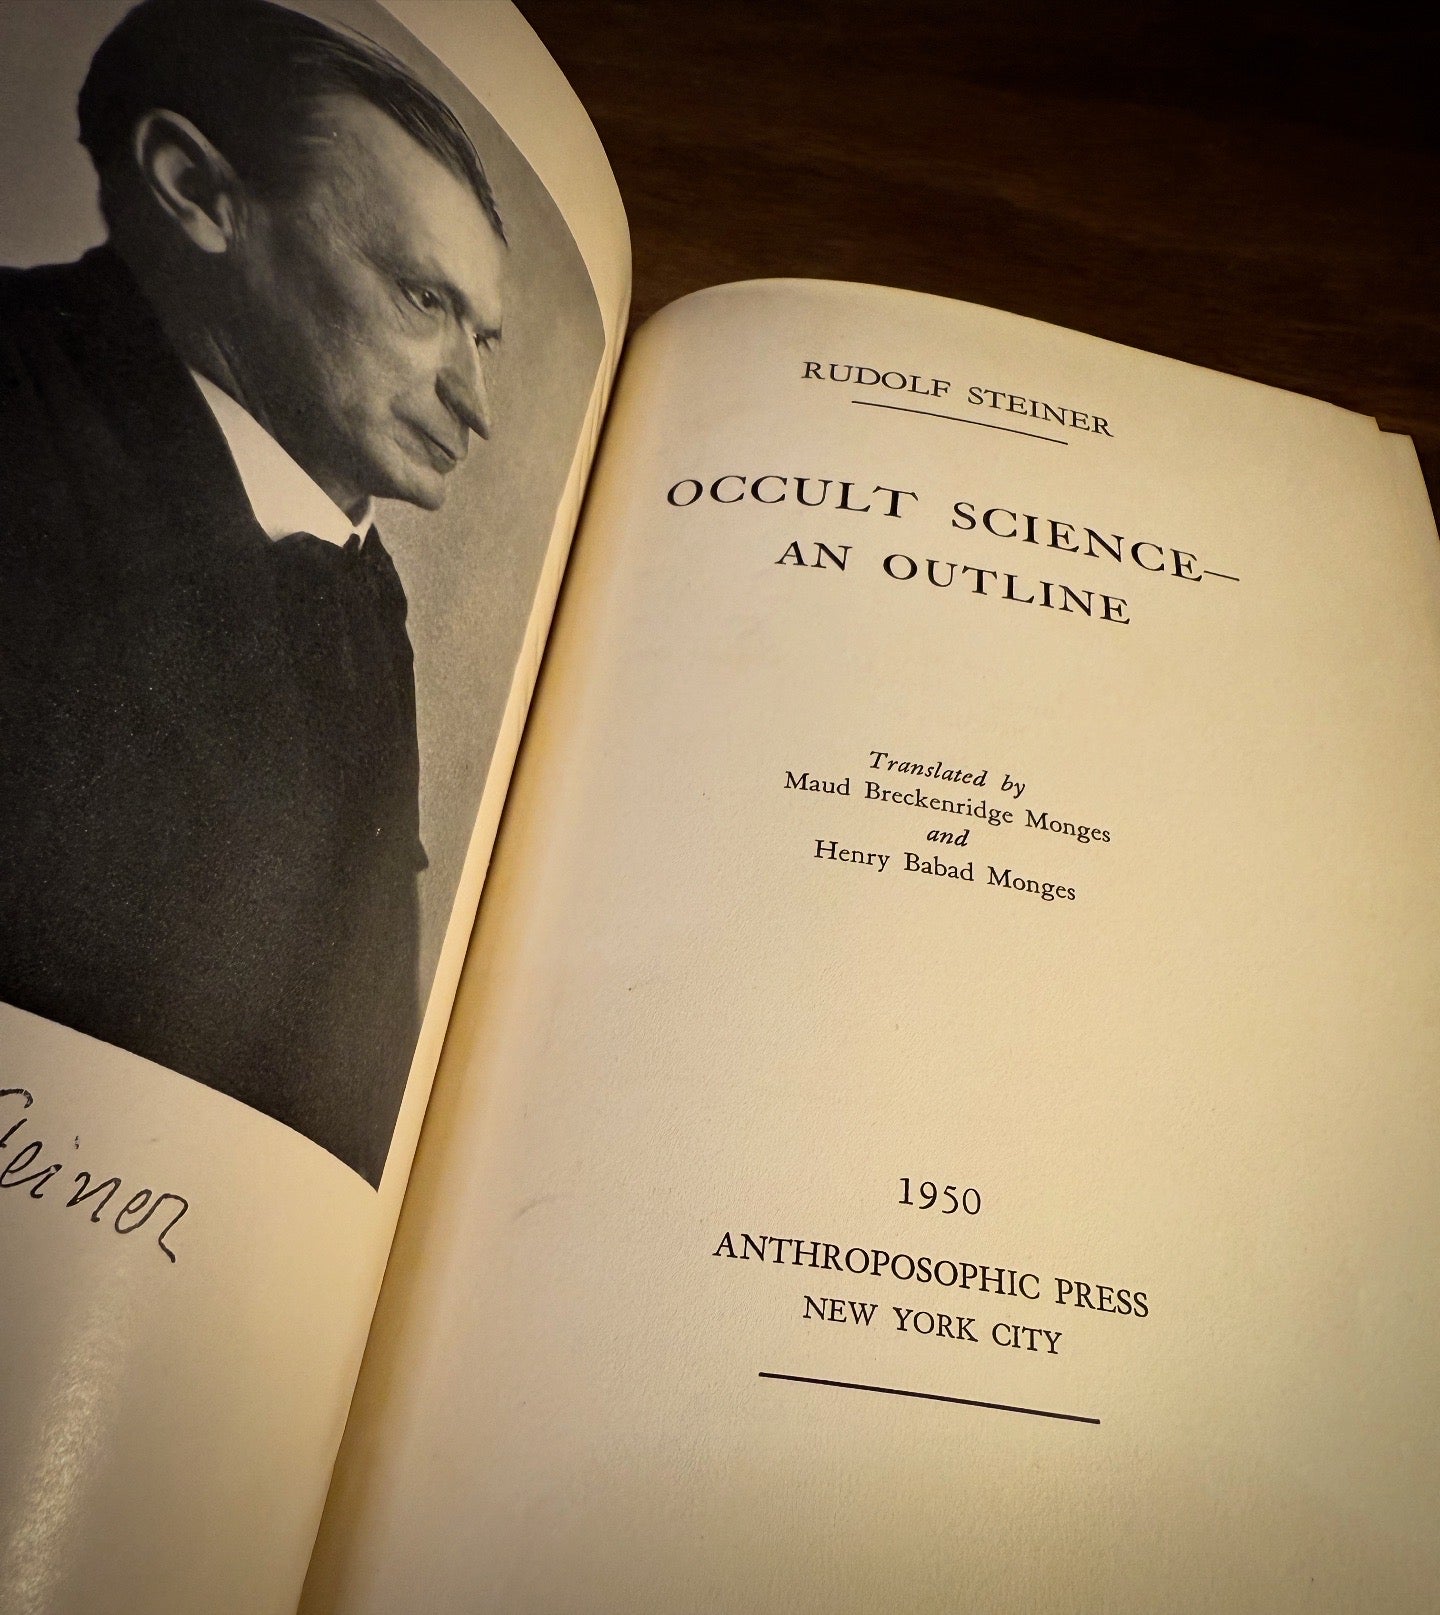 Steiner
RUDOLF STEINER
OCCULT SCIENCE—
AN OUTLINE
Translated by
Maud Breckenridge Monges
and
Henry Babad Monges
1950
ANTHROPOSOPHIC PRESS
NEW YORK CITY